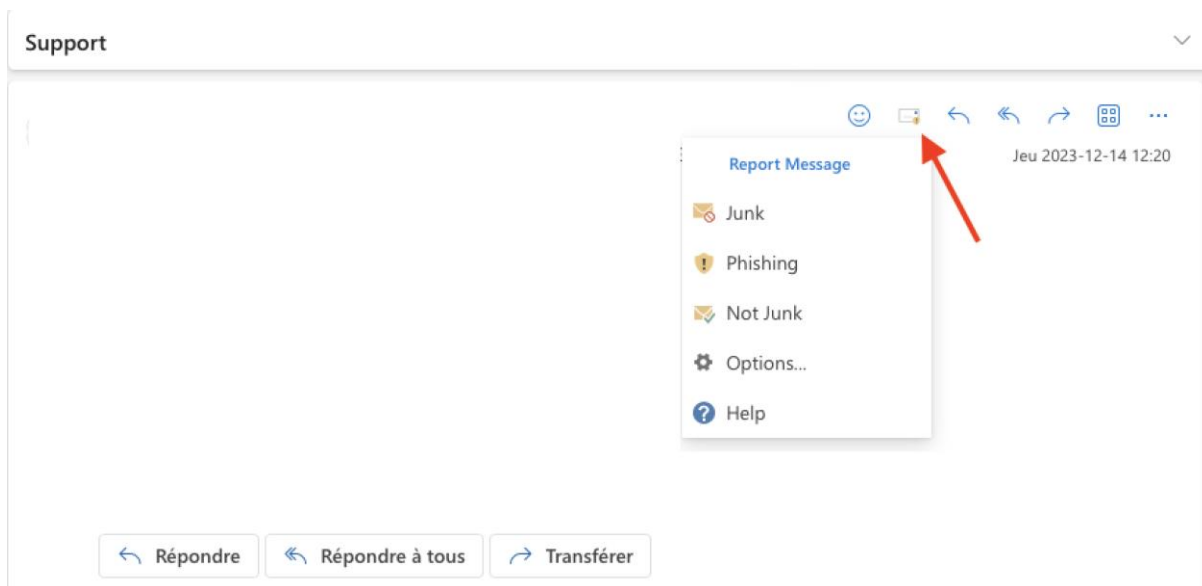 Support
Jeu 2023-12-14 12:20
Report Message
Junk
Phishing
Not Junk
Options...
Help
Répondre
Répondre à tous
Transférer